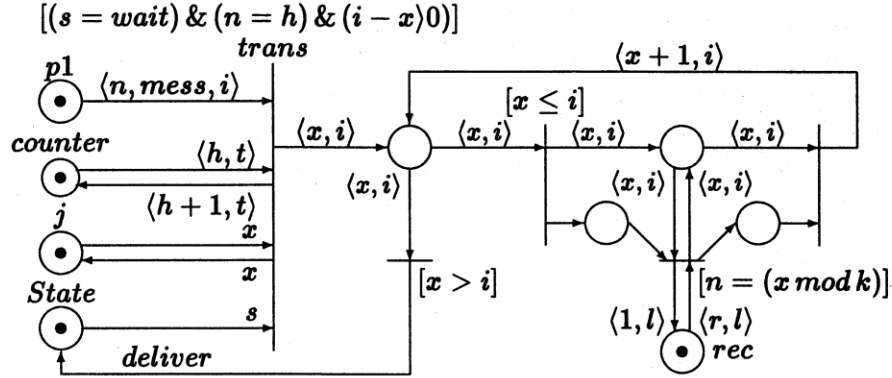 [(s = wait) & (n = h) & (i − x⟩0)]
trans
⟨x + 1, i⟩
p1
⟨n, mess, i⟩
[x ≤ i]
counter
⟨x, i⟩
⟨x, i⟩
⟨x, i⟩
⟨x, i⟩
⟨h, t⟩
⟨x, i⟩
⟨x, i⟩
⟨x, i⟩
⟨h + 1, t⟩
j
x
x
State
[x > i]
[n = (x mod k)]
s
⟨1, l⟩
⟨r, l⟩
deliver
rec